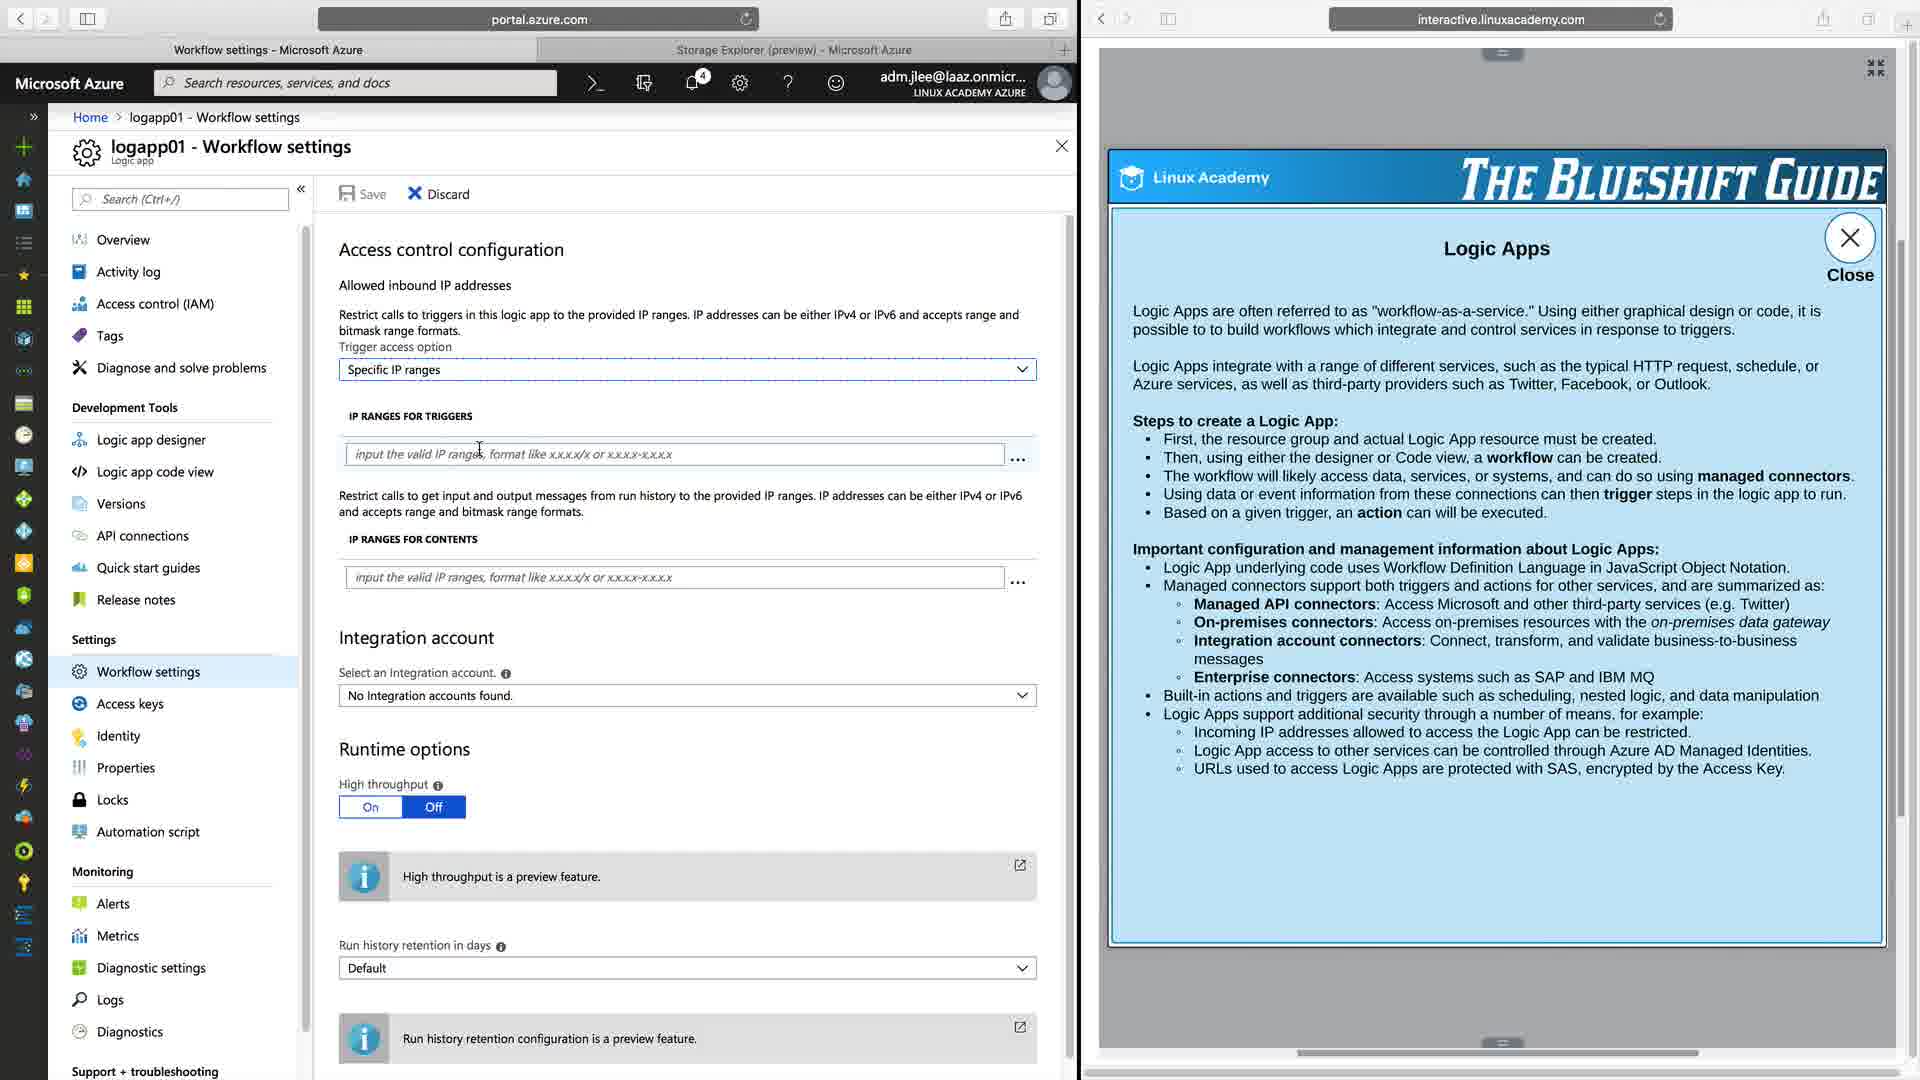 portal.azure.com
Workflow settings - Microsoft Azure
Storage Explorer (preview) - Microsoft Azure
Microsoft Azure
Search resources, services, and docs
4
adm.jlee@laaz.onmicr...
LINUX ACADEMY AZURE
Home > logapp01 - Workflow settings
logapp01 - Workflow settings
Logic app
Search (Ctrl+/)
Overview
Activity log
Access control (IAM)
Tags
Diagnose and solve problems
Development Tools
Logic app designer
Logic app code view
Versions
API connections
Quick start guides
Release notes
Settings
Workflow settings
Access keys
Identity
Properties
Locks
Automation script
Monitoring
Alerts
Metrics
Diagnostic settings
Logs
Diagnostics
Support + troubleshooting
Save
Discard
Access control configuration
Allowed inbound IP addresses
Restrict calls to triggers in this logic app to the provided IP ranges. IP addresses can be either IPv4 or IPv6 and accepts range and
bitmask range formats.
Trigger access option
Specific IP ranges
IP RANGES FOR TRIGGERS
input the valid IP ranges, format like x.x.x.x/x or x.x.x.x-x.x.x.x
...
Restrict calls to get input and output messages from run history to the provided IP ranges. IP addresses can be either IPv4 or IPv6
and accepts range and bitmask range formats.
IP RANGES FOR CONTENTS
input the valid IP ranges, format like x.x.x.x/x or x.x.x.x-x.x.x.x
...
Integration account
Select an Integration account.
No Integration accounts found.
Runtime options
High throughput
On
Off
High throughput is a preview feature.
Run history retention in days
Default
Run history retention configuration is a preview feature.
interactive.linuxacademy.com
Linux Academy
THE BLUESHIFT GUIDE
Logic Apps
Close
Logic Apps are often referred to as "workflow-as-a-service." Using either graphical design or code, it is
possible to to build workflows which integrate and control services in response to triggers.
Logic Apps integrate with a range of different services, such as the typical HTTP request, schedule, or
Azure services, as well as third-party providers such as Twitter, Facebook, or Outlook.
Steps to create a Logic App:
• First, the resource group and actual Logic App resource must be created.
• Then, using either the designer or Code view, a workflow can be created.
• The workflow will likely access data, services, or systems, and can do so using managed connectors.
• Using data or event information from these connections can then trigger steps in the logic app to run.
• Based on a given trigger, an action can will be executed.
Important configuration and management information about Logic Apps:
• Logic App underlying code uses Workflow Definition Language in JavaScript Object Notation.
• Managed connectors support both triggers and actions for other services, and are summarized as:
◦ Managed API connectors: Access Microsoft and other third-party services (e.g. Twitter)
◦ On-premises connectors: Access on-premises resources with the on-premises data gateway
◦ Integration account connectors: Connect, transform, and validate business-to-business
messages
◦ Enterprise connectors: Access systems such as SAP and IBM MQ
• Built-in actions and triggers are available such as scheduling, nested logic, and data manipulation
• Logic Apps support additional security through a number of means, for example:
◦ Incoming IP addresses allowed to access the Logic App can be restricted.
◦ Logic App access to other services can be controlled through Azure AD Managed Identities.
◦ URLs used to access Logic Apps are protected with SAS, encrypted by the Access Key.